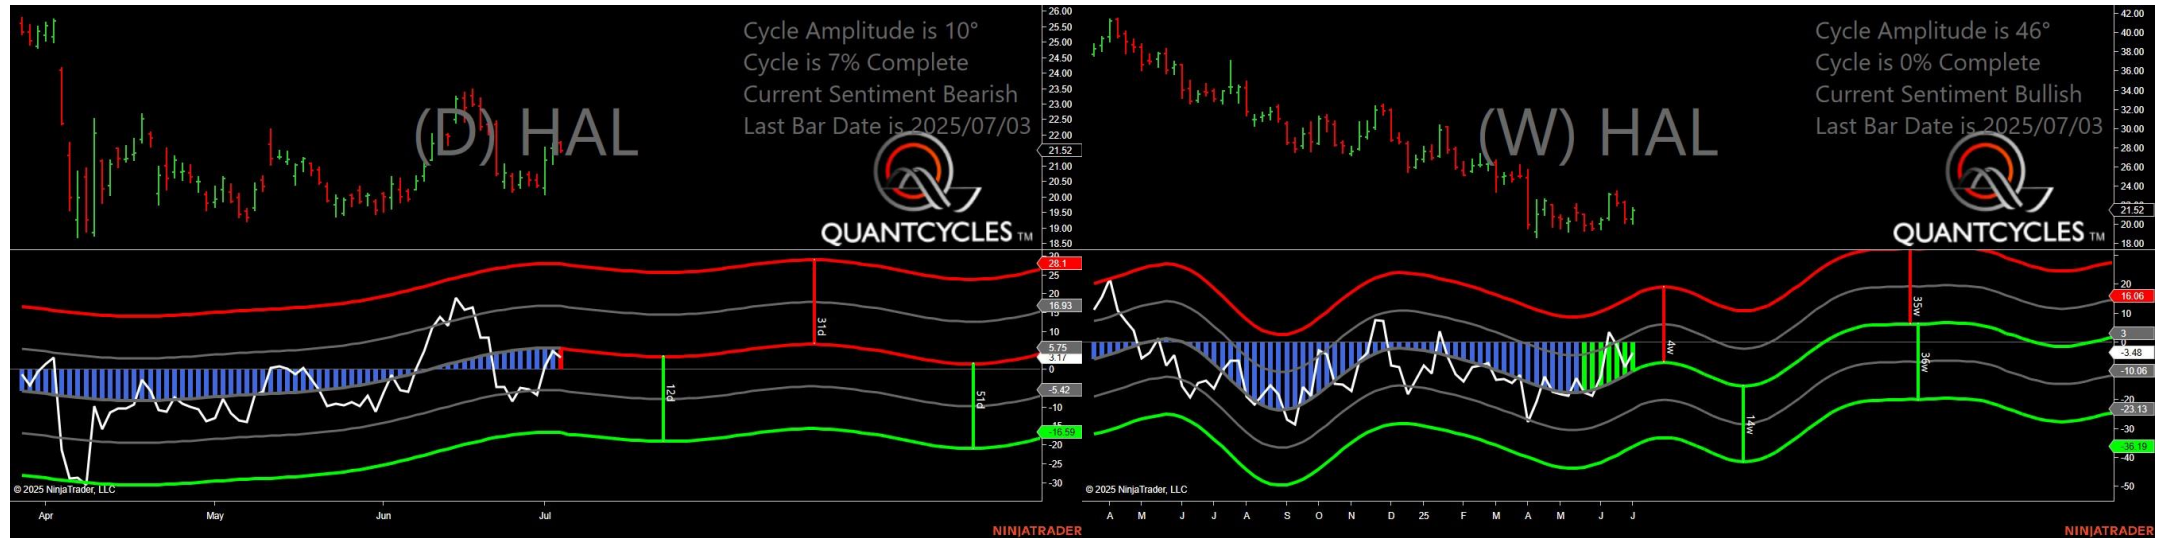 Cycle Amplitude is 10°
Cycle is 7% Complete
Current Sentiment Bearish
Last Bar Date is 2025/07/03
(D) HAL
QUANTCYCLES TM
26.00
25.50
25.00
24.50
24.00
23.50
23.00
22.50
22.00
21.52
21.00
20.50
20.00
19.50
19.00
18.50
28.1
25
20
16.93
15
10
5.75
3.17
0
-5.42
-10
-16.59
-20
-25
-30
31d
12d
51d
© 2025 NinjaTrader, LLC
Apr May Jun Jul
NINJATRADER
Cycle Amplitude is 46°
Cycle is 0% Complete
Current Sentiment Bullish
Last Bar Date is 2025/07/03
(W) HAL
QUANTCYCLES TM
42.00
40.00
38.00
36.00
34.00
32.00
30.00
28.00
26.00
24.00
21.52
20.00
18.00
20
16.06
10
3
0
-3.48
-10.06
-20
-23.13
-30
-36.19
-40
-50
35w
4w
36w
14w
© 2025 NinjaTrader, LLC
A M J J A S O N D 25 F M A M J J
NINJATRADER